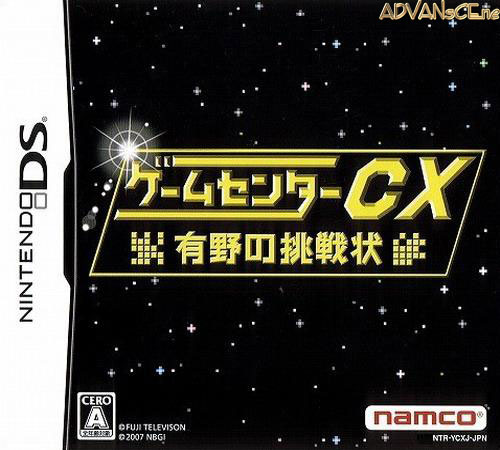 ADVANsCEne
NINTENDO DS
ゲームセンターCX
有野の挑戦状
CERO
A
全年齢対象
©FUJI TELEVISON
©2007 NBGI
namco®
NTR-YCXJ-JPN